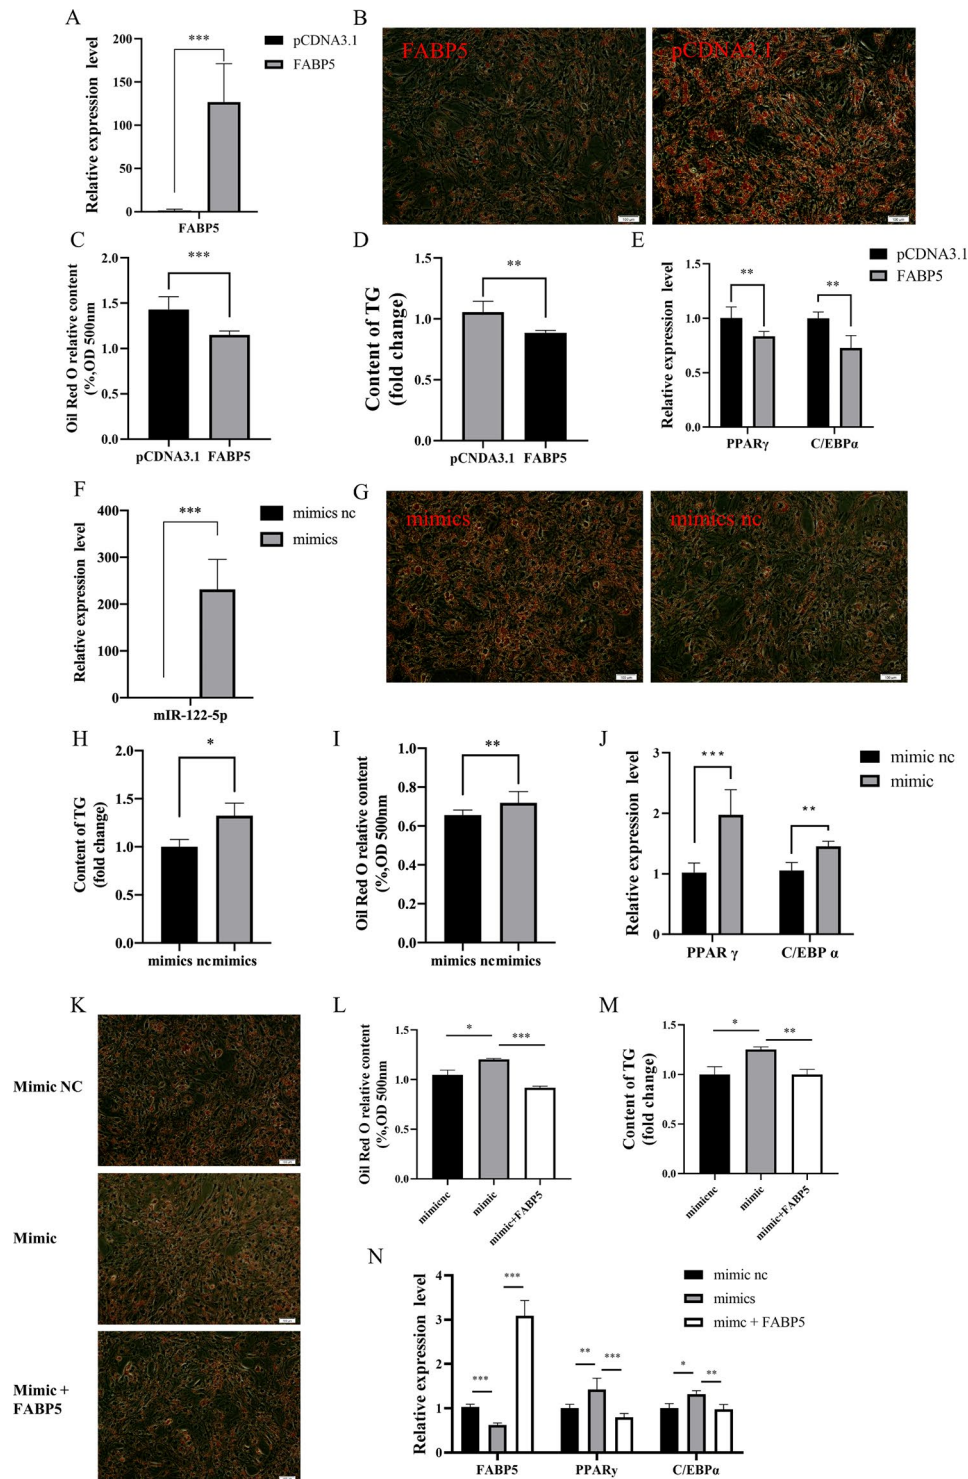 A
Relative expression level
200
150
100
50
0
***
FABP5
pCDNA3.1
FABP5
B
FABP5
pCDNA3.1
100 μm
C
Oil Red O relative content
(%,OD 500nm
2.0
1.5
1.0
0.5
0.0
***
pCDNA3.1 FABP5
D
Content of TG
(fold change)
1.5
1.0
0.5
0.0
**
pCNDA3.1 FABP5
E
Relative expression level
1.5
1.0
0.5
0.0
**
**
PPARγ C/EBPα
pCDNA3.1
FABP5
F
Relative expression level
400
300
200
100
0
***
mIR-122-5p
mimics nc
mimics
G
mimics
mimics nc
100 μm
H
Content of TG
(fold change)
2.0
1.5
1.0
0.5
0.0
*
mimics ncmimics
I
Oil Red O relative content
(%,OD 500nm
1.0
0.8
0.6
0.4
0.2
0.0
**
mimics ncmimics
J
Relative expression level
3
2
1
0
***
**
PPAR γ C/EBP α
mimic nc
mimic
K
Mimic NC
Mimic
Mimic +
FABP5
L
Oil Red O relative content
(%,OD 500nm
1.5
1.0
0.5
0.0
*
***
mimicnc
mimic
mimic+FABP5
M
Content of TG
(fold change)
1.5
1.0
0.5
0.0
*
**
mimicnc
mimic
mimic+FABP5
N
Relative expression level
4
3
2
1
0
***
***
**
***
*
**
FABP5 PPARγ C/EBPα
mimic nc
mimics
mimc + FABP5